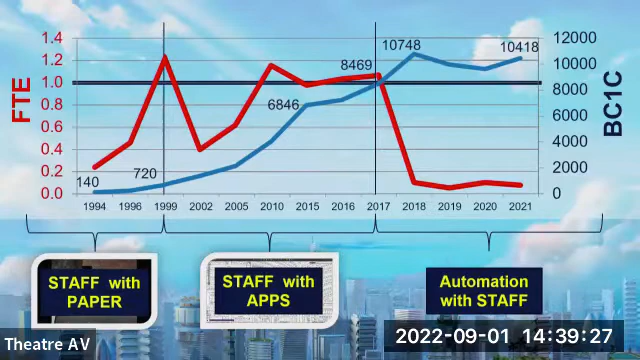 1.4
1.2
1.0
0.8
0.6
0.4
0.2
0.0
FTE
140
720
6846
8469
10748
10418
12000
10000
8000
6000
4000
2000
0
BC1C
1994 1996 1999 2002 2005 2010 2015 2016 2017 2018 2019 2020 2021
STAFF with
PAPER
STAFF with
APPS
Automation
with STAFF
Theatre AV
2022-09-01 14:39:27